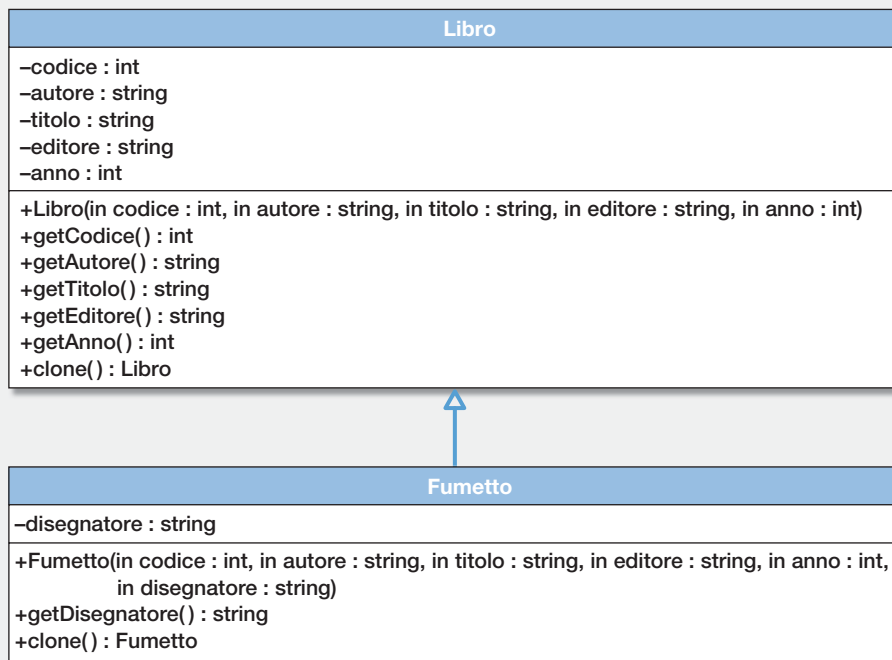 Libro
–codice : int
–autore : string
–titolo : string
–editore : string
–anno : int
+Libro(in codice : int, in autore : string, in titolo : string, in editore : string, in anno : int)
+getCodice() : int
+getAutore() : string
+getTitolo() : string
+getEditore() : string
+getAnno() : int
+clone() : Libro
Fumetto
–disegnatore : string
+Fumetto(in codice : int, in autore : string, in titolo : string, in editore : string, in anno : int,
in disegnatore : string)
+getDisegnatore() : string
+clone() : Fumetto